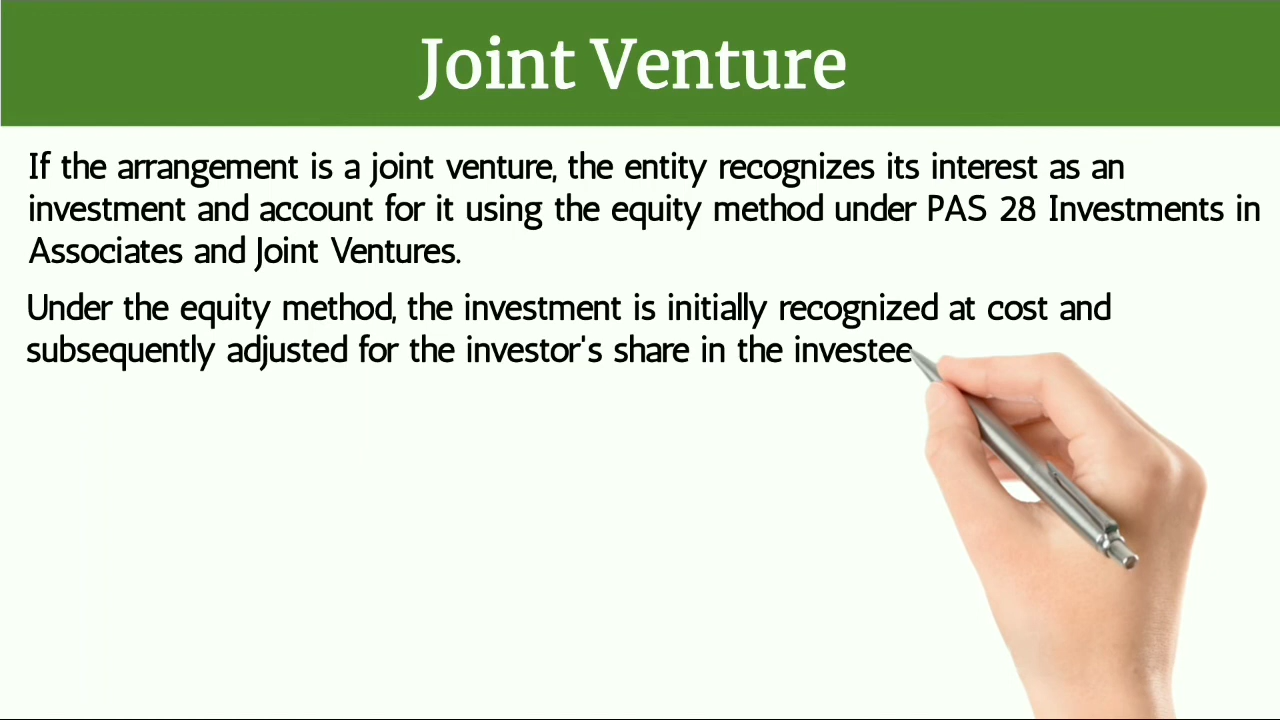 Joint Venture
If the arrangement is a joint venture, the entity recognizes its interest as an
investment and account for it using the equity method under PAS 28 Investments in
Associates and Joint Ventures.
Under the equity method, the investment is initially recognized at cost and
subsequently adjusted for the investor's share in the investee